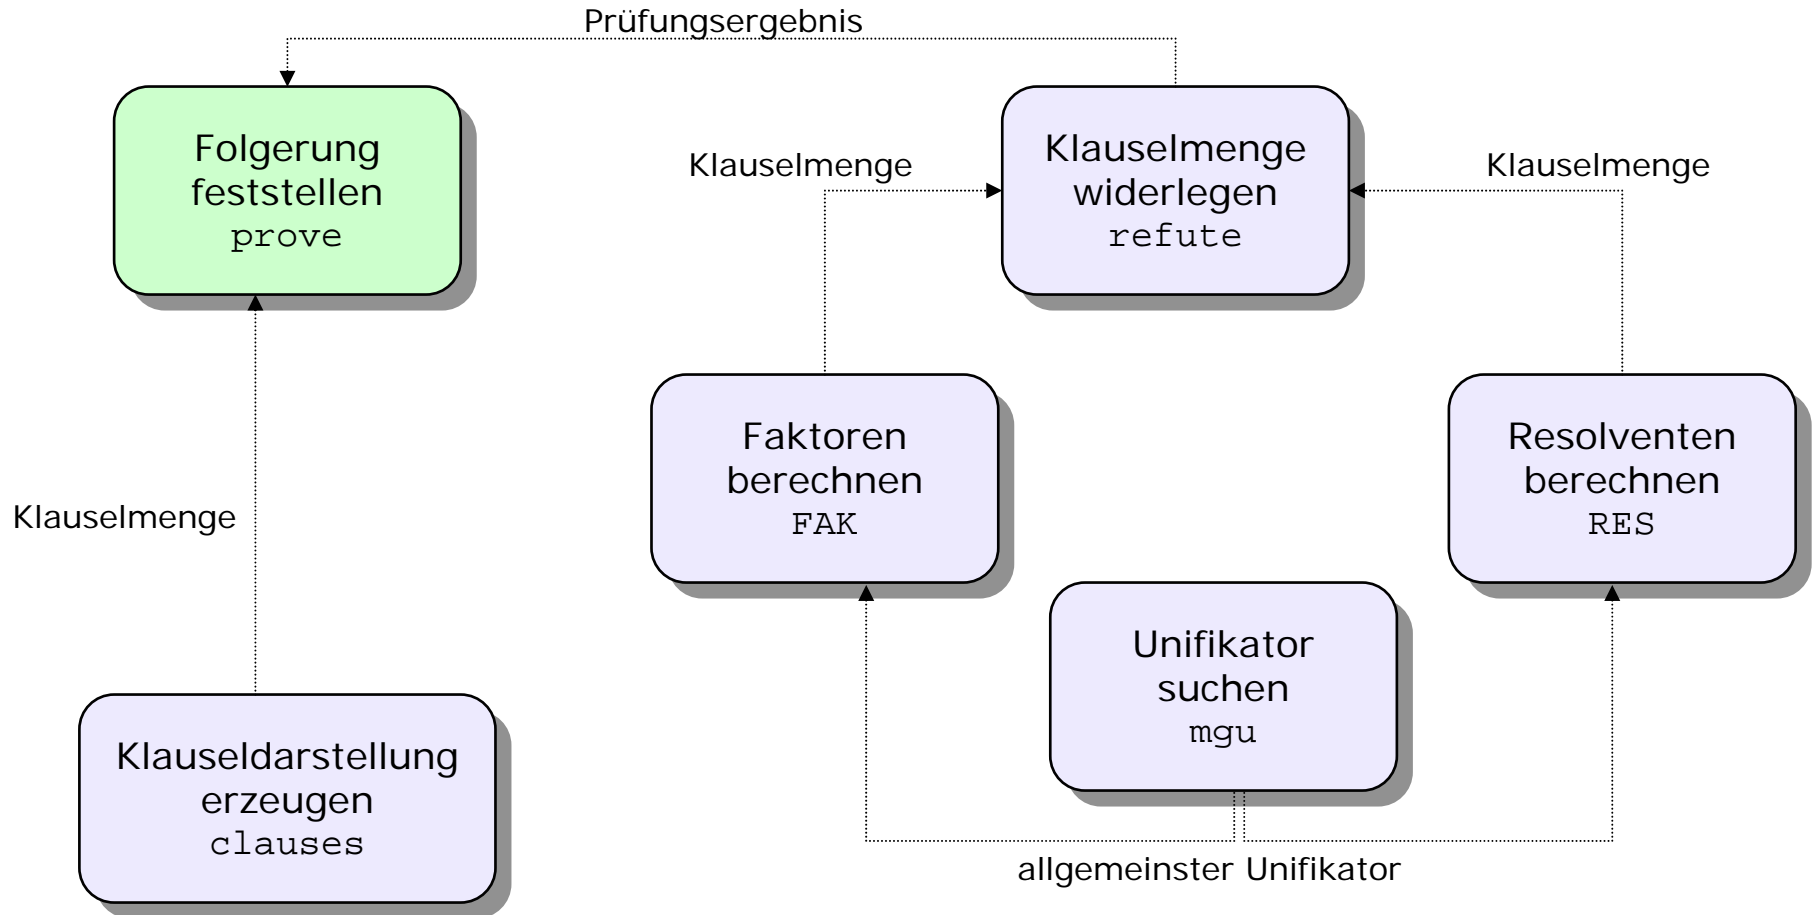 Prüfungsergebnis
Folgerung
feststellen
prove
Klauselmenge
Klauselmenge
widerlegen
refute
Klauselmenge
Faktoren
berechnen
FAK
Resolventen
berechnen
RES
Klauselmenge
Unifikator
suchen
mgu
Klauseldarstellung
erzeugen
clauses
allgemeinster Unifikator